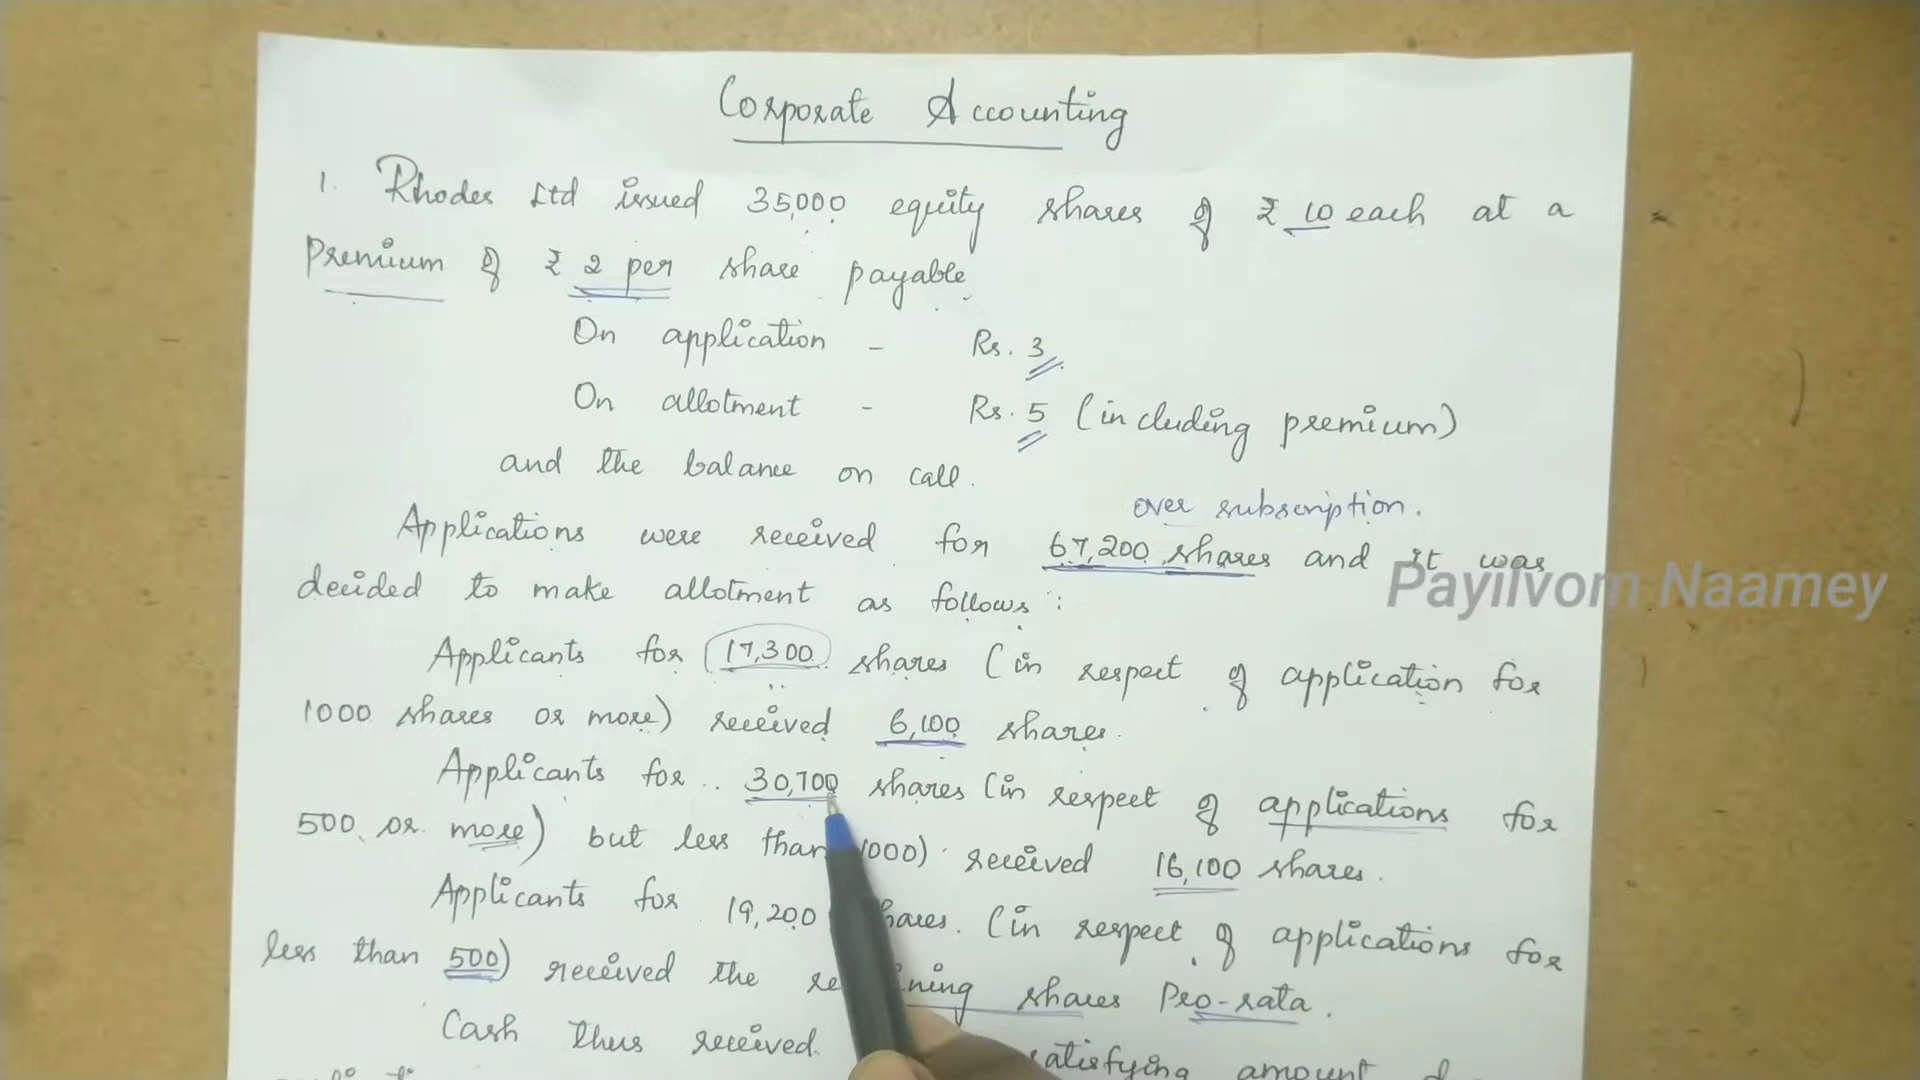 Corporate Accounting
1. Rhodes Ltd issued 35,000 equity shares of ₹ 10 each at a
Premium of ₹ 2 per share payable
On application - Rs. 3
On allotment - Rs. 5 (including premium)
and the balance on call.
over subscription.
Applications were received for 67,200 shares and it was
Payilvom Naamey
decided to make allotment as follows :
Applicants for 17,300 shares (in respect of application for
1000 shares or more) received 6,100 shares.
Applicants for 30,700 shares (in respect of applications for
500 or more) but less than 1000) received 16,100 shares.
Applicants for 19,200 shares. (in respect of applications for
less than 500) received the remaining shares Pro-rata.
Cash thus received satisfying amount